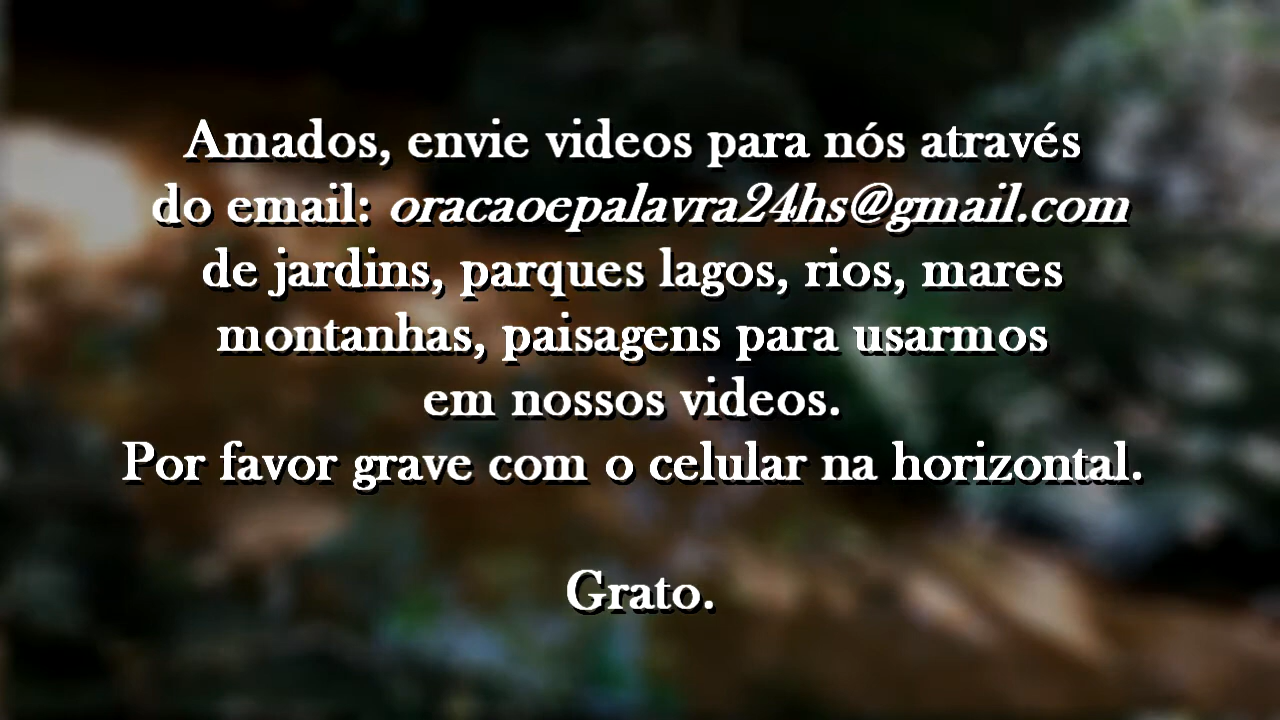 Amados, envie videos para nós através
do email: oracaoepalavra24hs@gmail.com
de jardins, parques lagos, rios, mares
montanhas, paisagens para usarmos
em nossos videos.
Por favor grave com o celular na horizontal.
Grato.